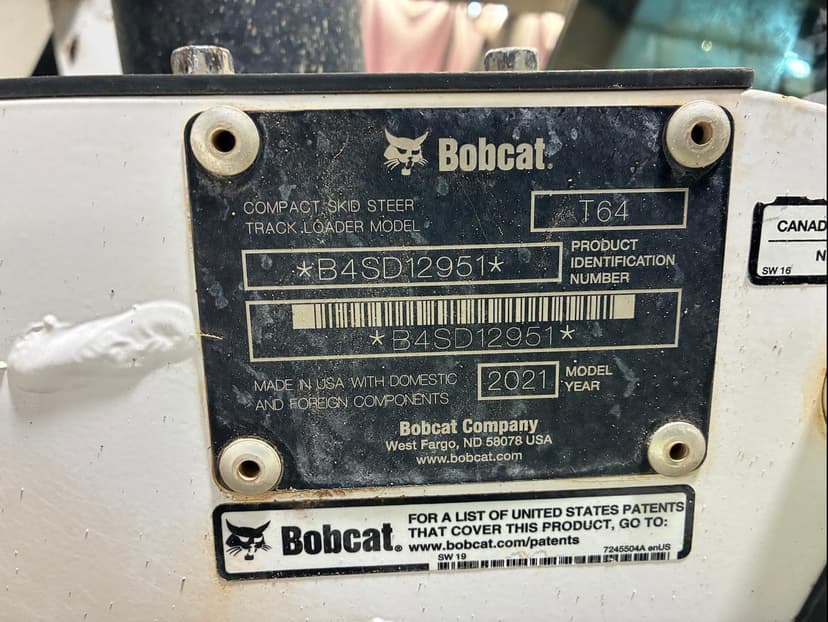 Bobcat.
COMPACT SKID STEER
TRACK LOADER MODEL
T64
*B4SD12951*
PRODUCT
IDENTIFICATION
NUMBER
*B4SD12951*
MADE IN USA WITH DOMESTIC
AND FOREIGN COMPONENTS
2021
MODEL
YEAR
Bobcat Company
West Fargo, ND 58078 USA
www.bobcat.com
CANAD
N
SW 16
Bobcat®
FOR A LIST OF UNITED STATES PATENTS
THAT COVER THIS PRODUCT, GO TO:
www.bobcat.com/patents
SW 19
7245504A enUS